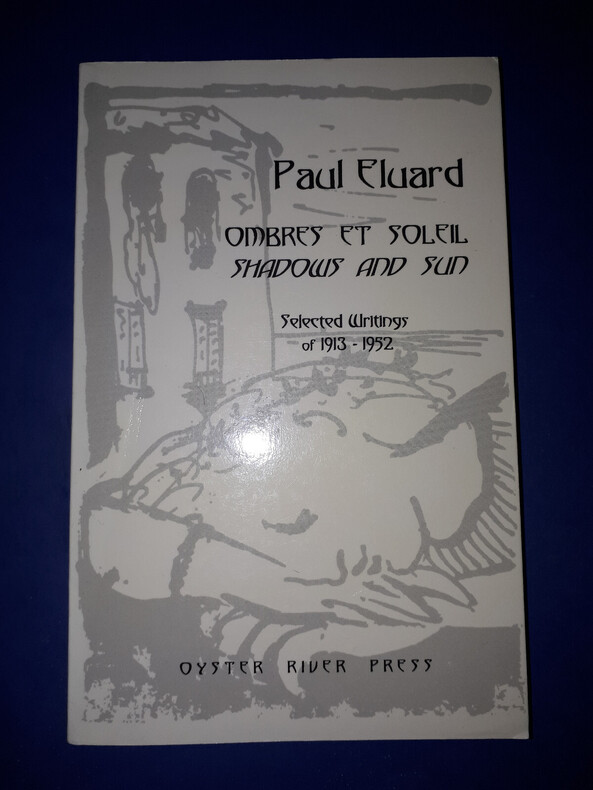 Paul Eluard
OMBRES ET SOLEIL
SHADOWS AND SUN
Selected Writings
of 1913 - 1952
OYSTER RIVER PRESS